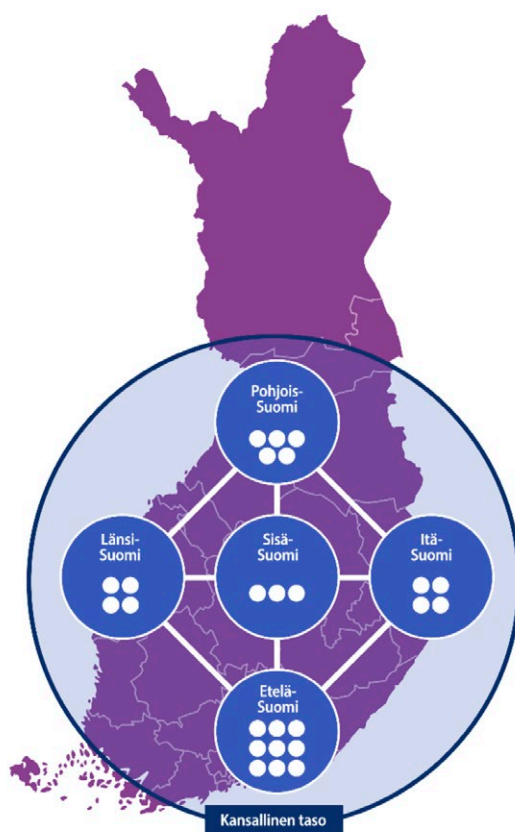 Pohjois-
Suomi
Länsi-
Suomi
Sisä-
Suomi
Itä-
Suomi
Etelä-
Suomi
Kansallinen taso